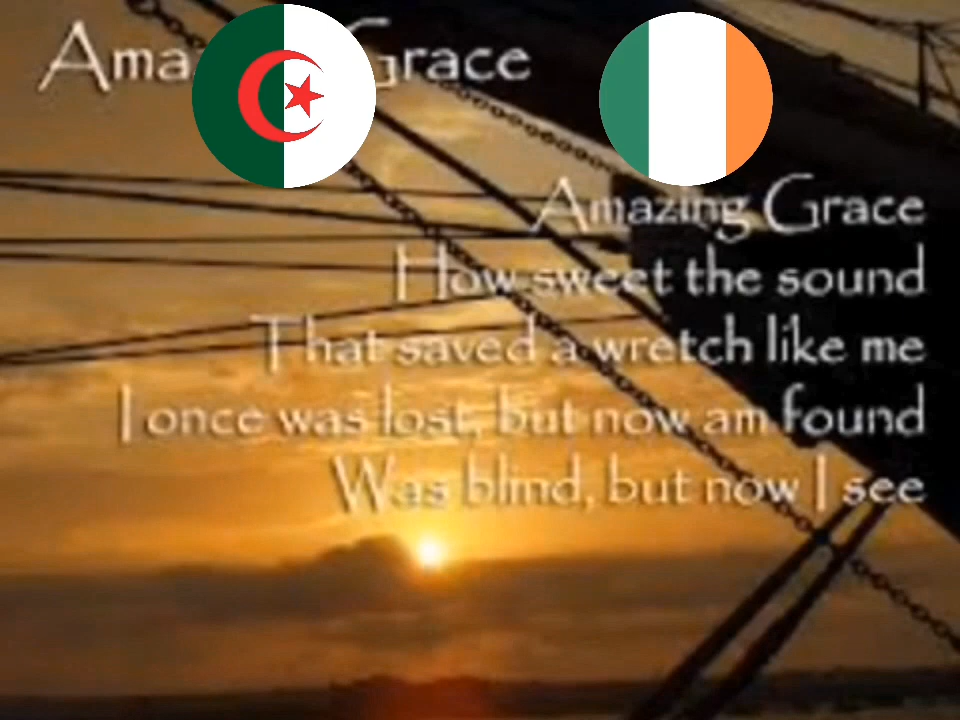 Ama Grace
Amazing Grace
How sweet the sound
That saved a wretch like me
I once was lost, but now am found
Was blind, but now I see